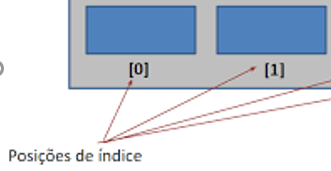 [0] [1]
Posições de índice